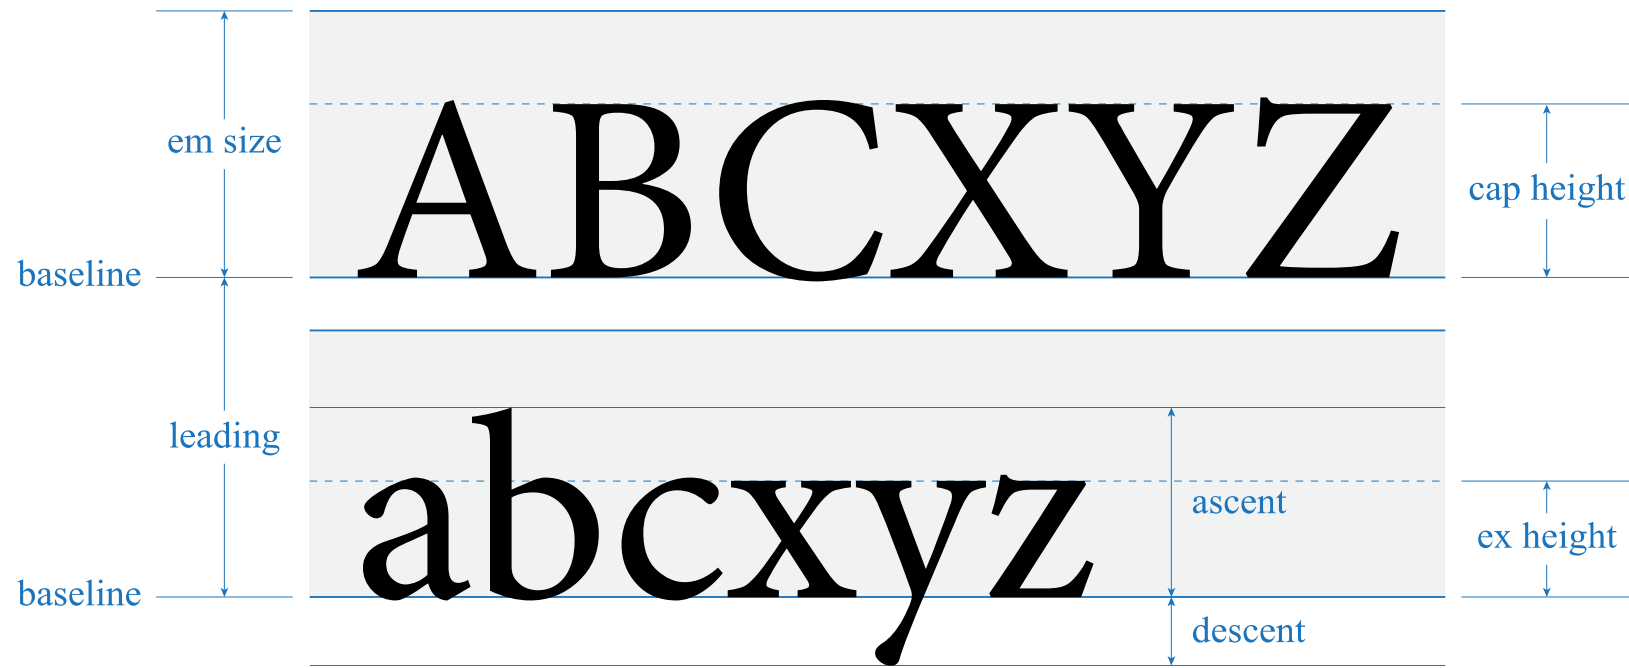 em size
ABCXYZ
cap height
baseline
leading
abcxyz
ascent
ex height
baseline
descent